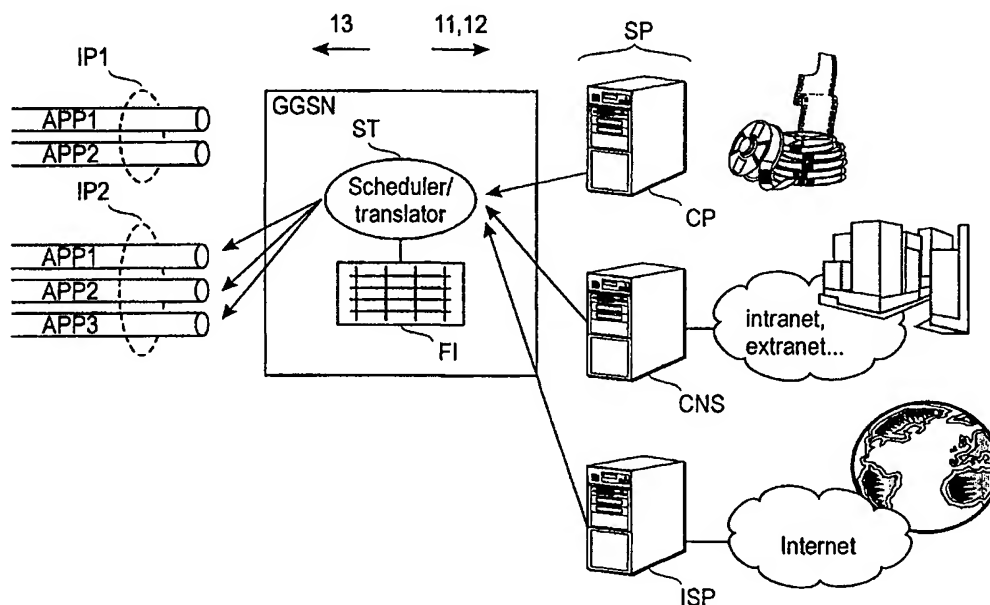 13
11,12
IP1
APP1
APP2
IP2
APP1
APP2
APP3
GGSN
ST
Scheduler/
translator
FI
SP
CP
CNS
intranet,
extranet...
ISP
Internet